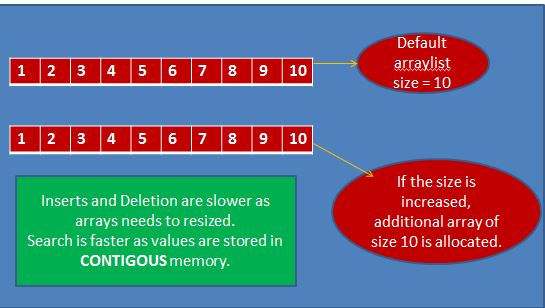 1 2 3 4 5 6 7 8 9 10
Default
arraylist
size = 10
1 2 3 4 5 6 7 8 9 10
If the size is
increased,
additional array of
size 10 is allocated.
Inserts and Deletion are slower as
arrays needs to resized.
Search is faster as values are stored in
CONTIGOUS memory.